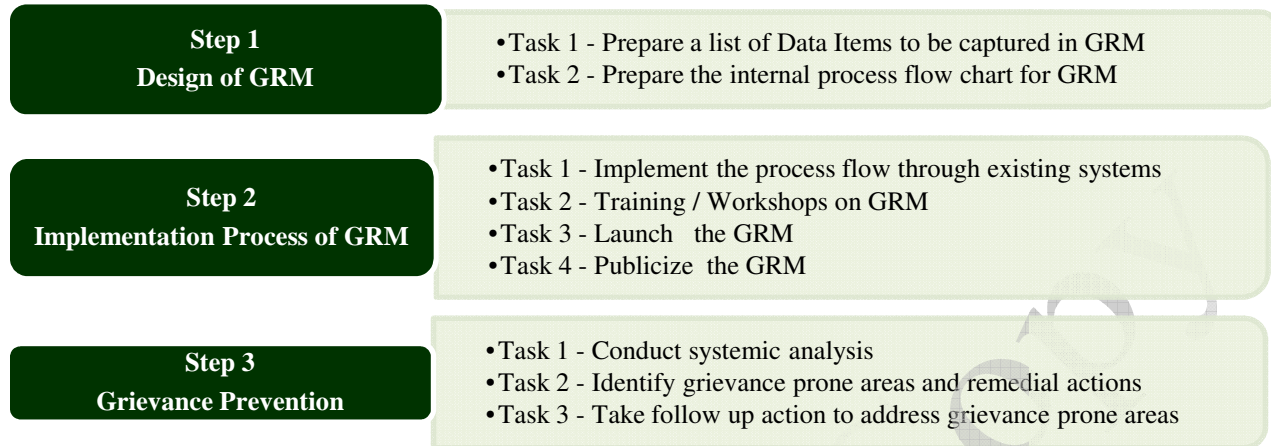 Step 1
Design of GRM
•Task 1 - Prepare a list of Data Items to be captured in GRM
•Task 2 - Prepare the internal process flow chart for GRM
Step 2
Implementation Process of GRM
•Task 1 - Implement the process flow through existing systems
•Task 2 - Training / Workshops on GRM
•Task 3 - Launch the GRM
•Task 4 - Publicize the GRM
Step 3
Grievance Prevention
•Task 1 - Conduct systemic analysis
•Task 2 - Identify grievance prone areas and remedial actions
•Task 3 - Take follow up action to address grievance prone areas